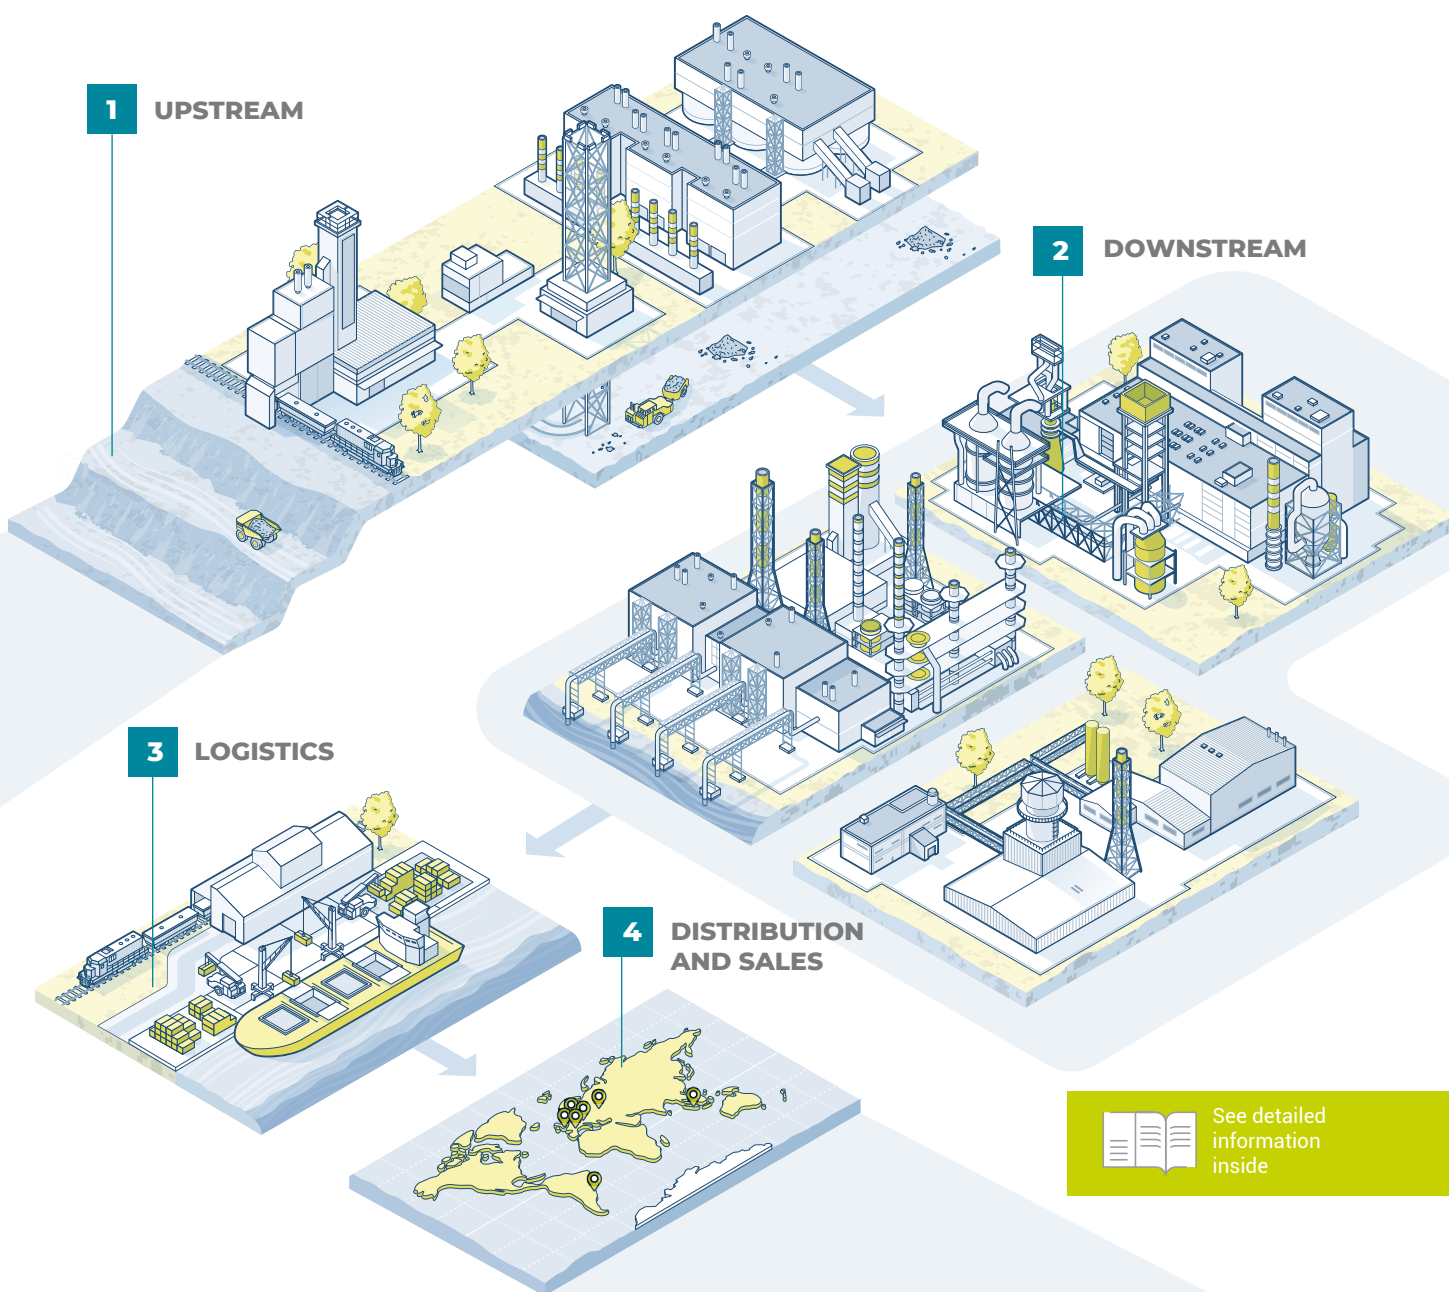 1 UPSTREAM
2 DOWNSTREAM
3 LOGISTICS
4 DISTRIBUTION
AND SALES
See detailed
information
inside